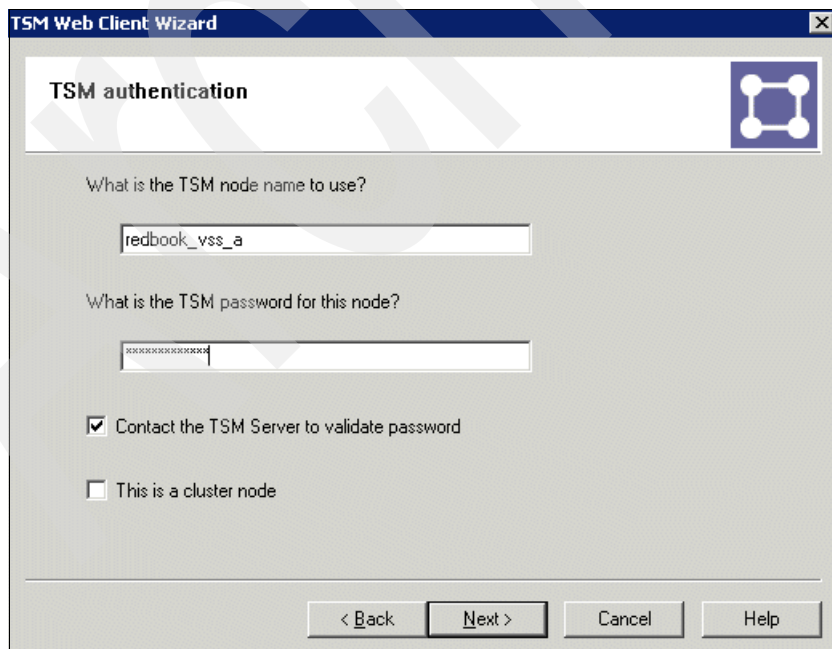 TSM Web Client Wizard
TSM authentication
What is the TSM node name to use?
redbook_vss_a
What is the TSM password for this node?
*************
Contact the TSM Server to validate password
This is a cluster node
< Back
Next >
Cancel
Help